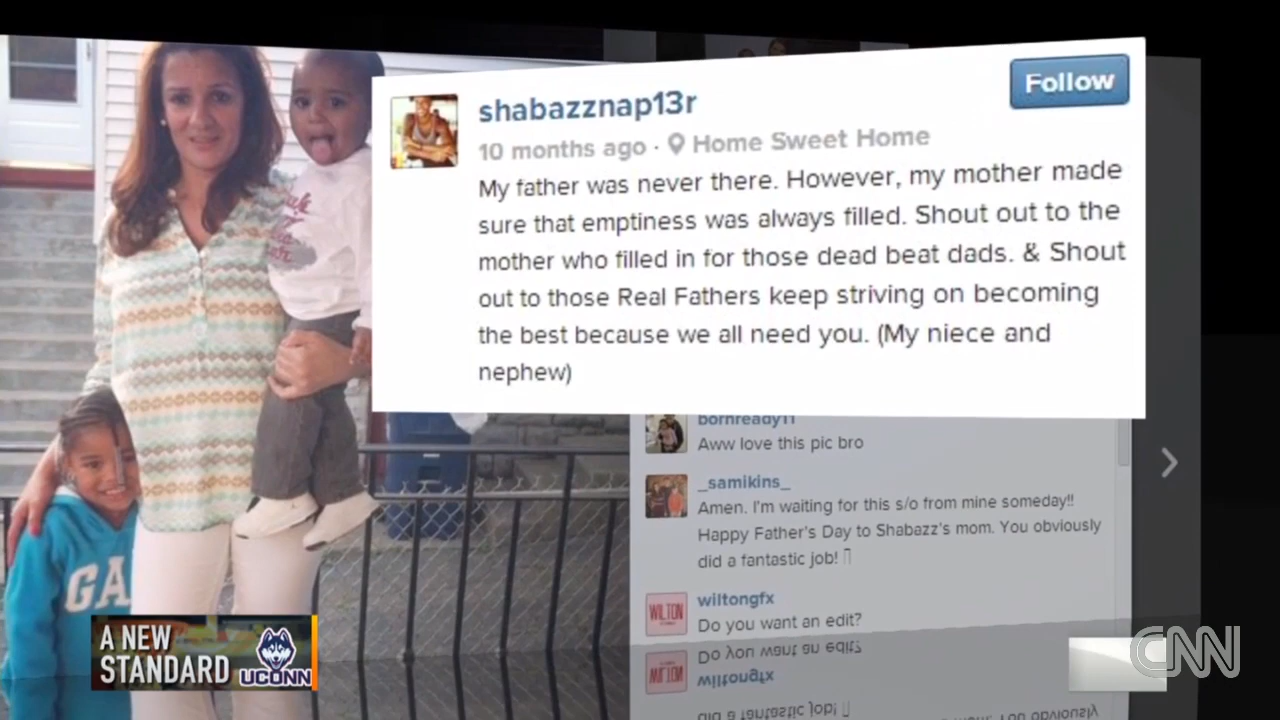 shabazznap13r
Follow
10 months ago · Home Sweet Home
My father was never there. However, my mother made
sure that emptiness was always filled. Shout out to the
mother who filled in for those dead beat dads. & Shout
out to those Real Fathers keep striving on becoming
the best because we all need you. (My niece and
nephew)
bornready11
Aww love this pic bro
_samikins_
Amen. I'm waiting for this s/o from mine someday!!
Happy Father's Day to Shabazz's mom. You obviously
did a fantastic job!
WILTON
wiltongfx
Do you want an edit?
GA
A NEW
STANDARD
UCONN
CNN